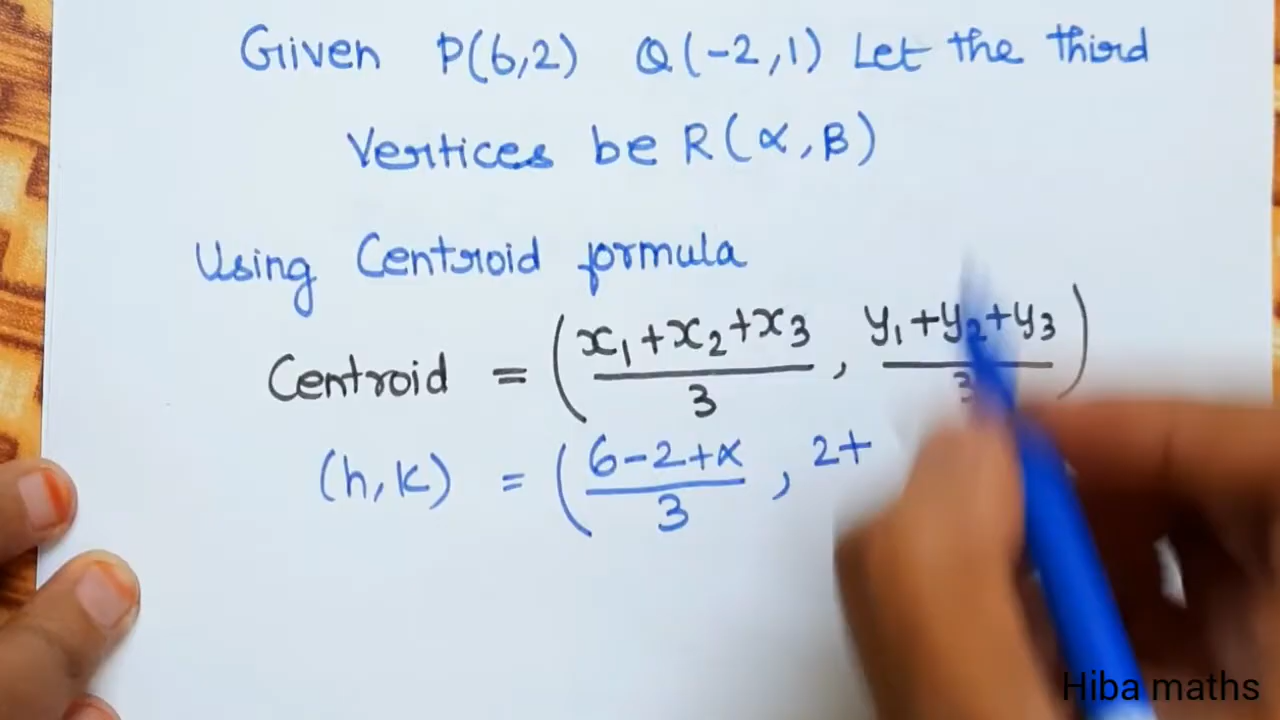 Given P(6,2) Q(-2,1) Let the third
Vertices be R(α,β)
Using Centroid formula
Centroid = (x₁+x₂+x₃/3, y₁+y₂+y₃/3)
(h,k) = (6-2+α/3, 2+
Hiba maths